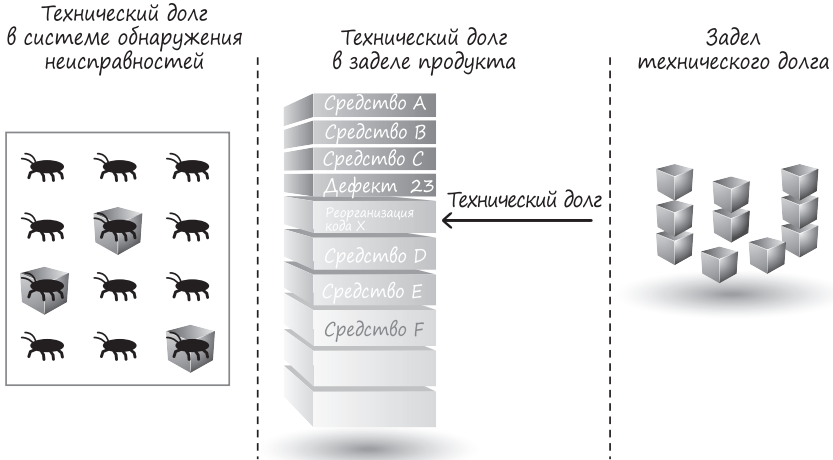 Технический долг
в системе обнаружения
неисправностей
Технический долг
в заделе продукта
Средство А
Средство В
Средство С
Дефект 23
Реорганизация
кода X
Средство D
Средство E
Средство F
Технический долг
Задел
технического долга